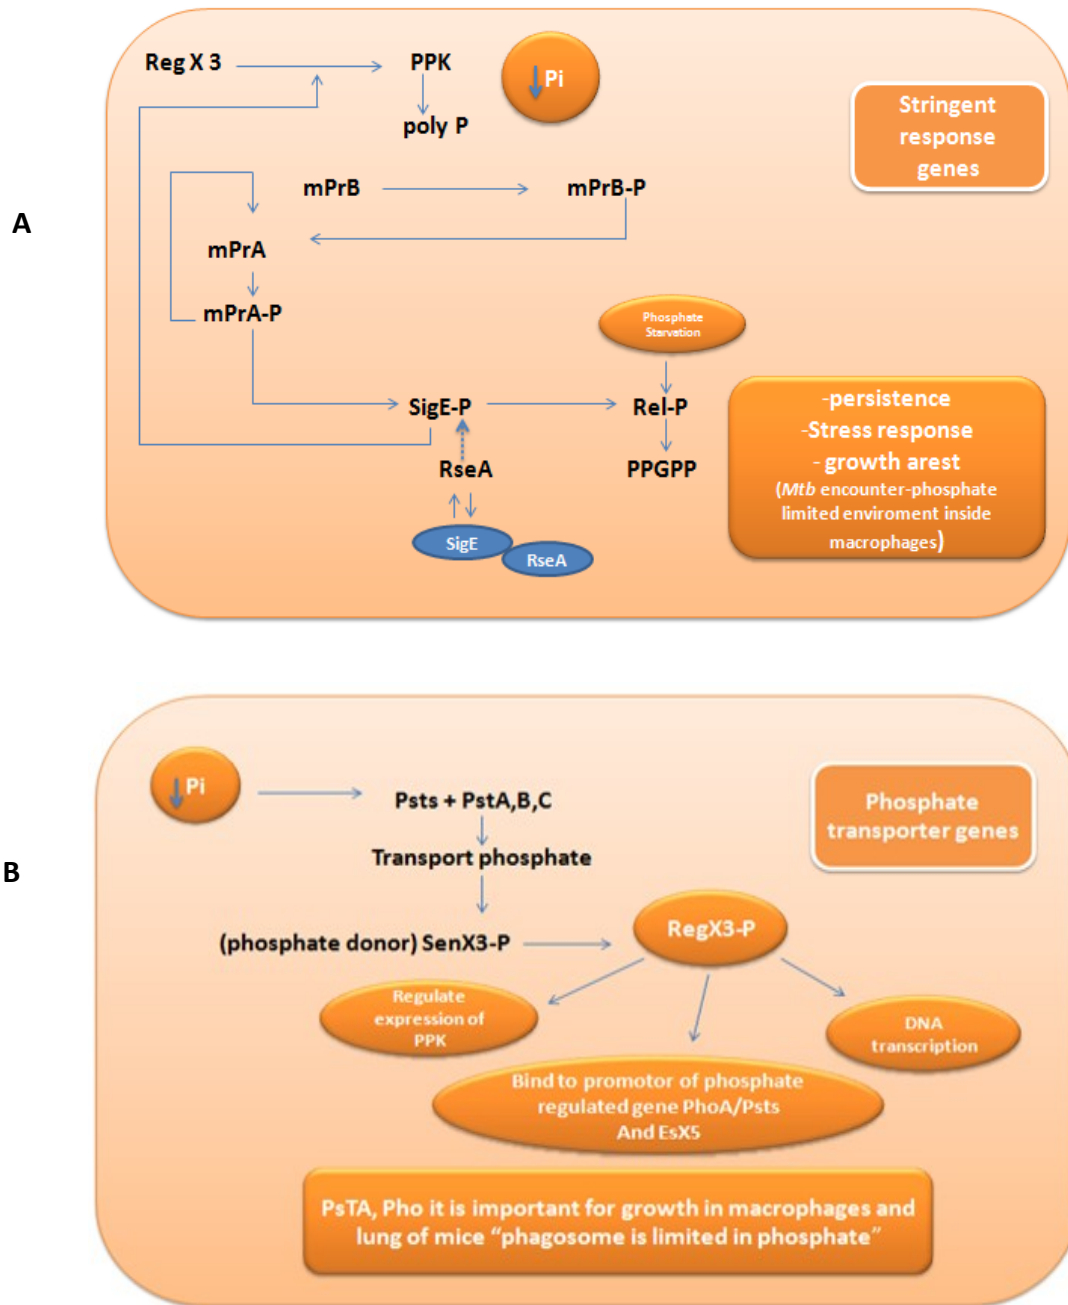 A
Reg X 3
PPK
Pi
poly P
Stringent
response
genes
mPrB
mPrB-P
mPrA
mPrA-P
Phosphate
Starvation
SigE-P
Rel-P
RseA
PPGPP
SigE
RseA
-persistence
-Stress response
- growth arest
(Mtb encounter-phosphate
limited enviroment inside
macrophages)
B
Pi
Psts + PstA,B,C
Transport phosphate
(phosphate donor) SenX3-P
Phosphate
transporter genes
RegX3-P
Regulate
expression of
PPK
DNA
transcription
Bind to promotor of phosphate
regulated gene PhoA/Psts
And EsX5
PsTA, Pho it is important for growth in macrophages and
lung of mice “phagosome is limited in phosphate”